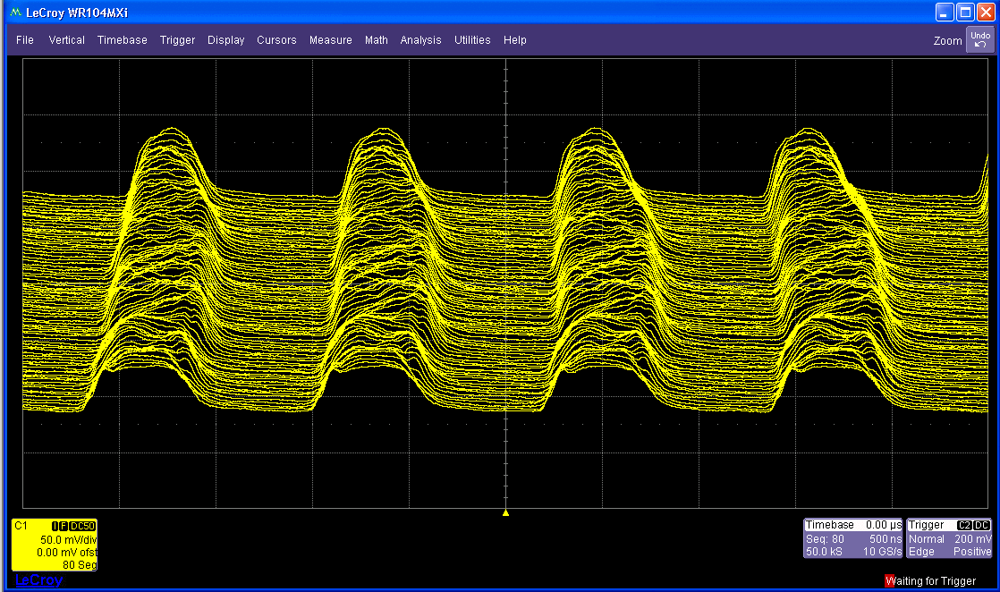 LeCroy WR104MXi
File Vertical Timebase Trigger Display Cursors Measure Math Analysis Utilities Help Zoom Undo
C1 I F DC50
50.0 mV/div
0.00 mV ofst
80 Seg
Timebase 0.00 µs
Seq: 80 500 ns
50.0 kS 10 GS/s
Trigger C2 DC
Normal 200 mV
Edge Positive
LeCroy
Waiting for Trigger